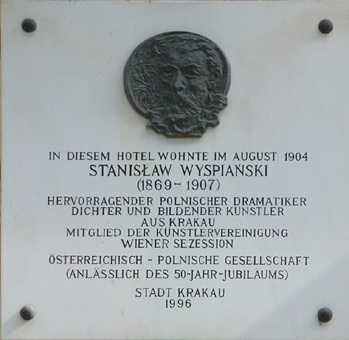 IN DIESEM HOTEL WOHNTE IM AUGUST 1904
STANISŁAW WYSPIAŃSKI
(1869-1907)
HERVORRAGENDER POLNISCHER DRAMATIKER
DICHTER UND BILDENDER KÜNSTLER
AUS KRAKAU
MITGLIED DER KÜNSTLERVEREINIGUNG
WIENER SEZESSION
ÖSTERREICHISCH - POLNISCHE GESELLSCHAFT
(ANLÄSSLICH DES 50-JAHR-JUBILÄUMS)
STADT KRAKAU
1996